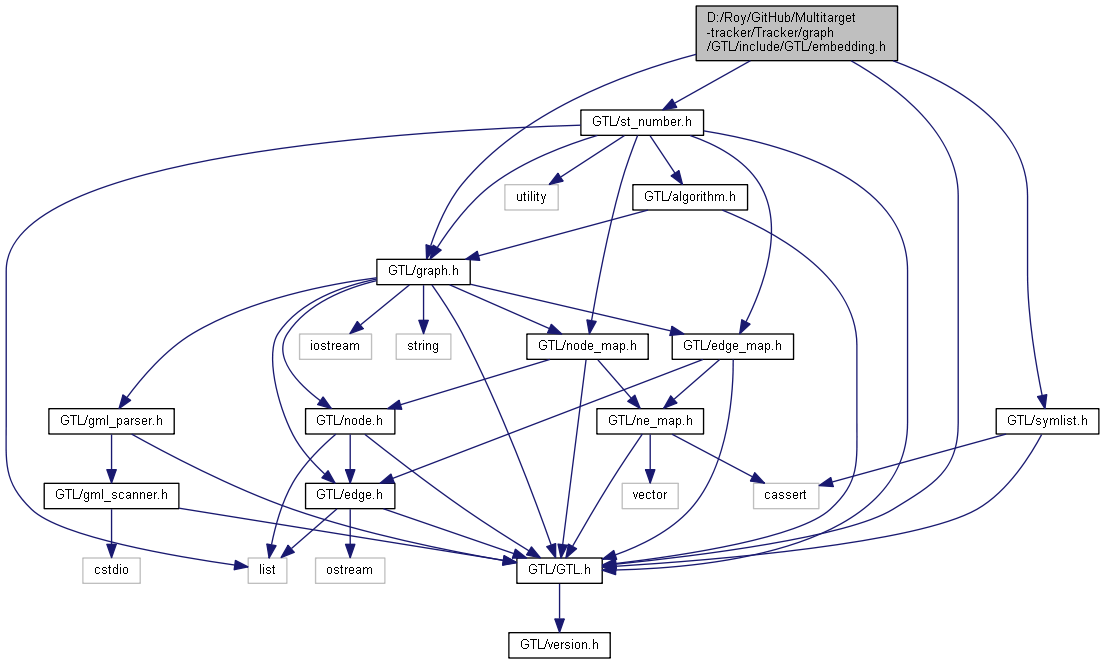 D:/Roy/GitHub/Multitarget
-tracker/Tracker/graph
/GTL/include/GTL/embedding.h
GTL/st_number.h
utility
GTL/algorithm.h
GTL/graph.h
iostream
string
GTL/node_map.h
GTL/edge_map.h
GTL/gml_parser.h
GTL/node.h
GTL/ne_map.h
GTL/symlist.h
GTL/gml_scanner.h
GTL/edge.h
vector
cassert
cstdio
list
ostream
GTL/GTL.h
GTL/version.h